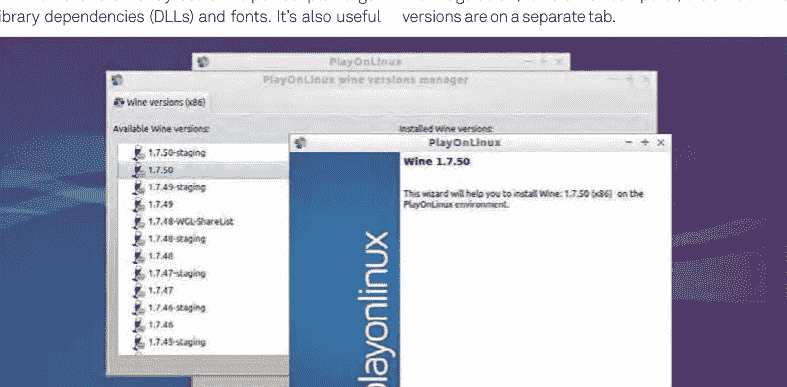 library dependencies (DLLs) and fonts. It's also useful
versions are on a separate tab.
PlayOnLinux
PlayOnLinux wine versions manager
Wine versions (x86)
Available Wine versions:
Installed Wine versions:
1.7.50-staging
1.7.50
1.7.49-staging
1.7.49
1.7.48-WGL-ShareList
1.7.48-staging
1.7.48
1.7.47-staging
1.7.47
1.7.46-staging
1.7.46
1.7.45-staging
PlayOnLinux
Wine 1.7.50
This wizard will help you to install Wine: 1.7.50 (x86) on the
PlayOnLinux environment.
playonlinux